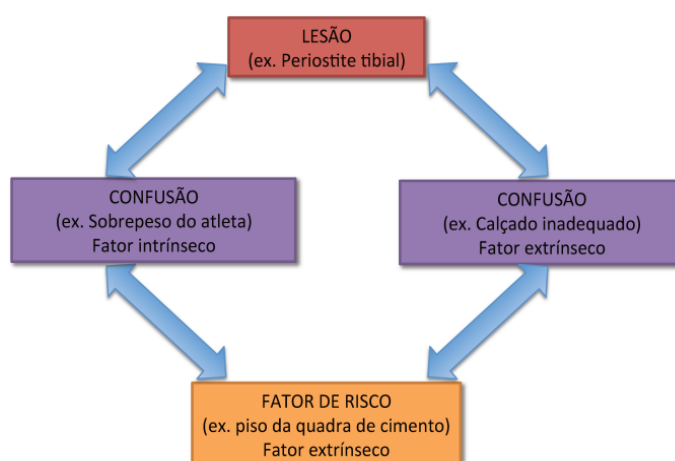 LESÃO
(ex. Periostite tibial)
CONFUSÃO
(ex. Sobrepeso do atleta)
Fator intrínseco
CONFUSÃO
(ex. Calçado inadequado)
Fator extrínseco
FATOR DE RISCO
(ex. piso da quadra de cimento)
Fator extrínseco